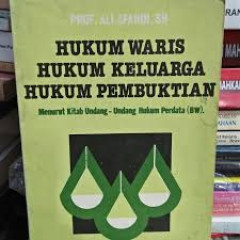 PROF. ALI AFANDI, SH
HUKUM WARIS
HUKUM KELUARGA
HUKUM PEMBUKTIAN
Menurut Kitab Undang - Undang Hukum Perdata (BW).